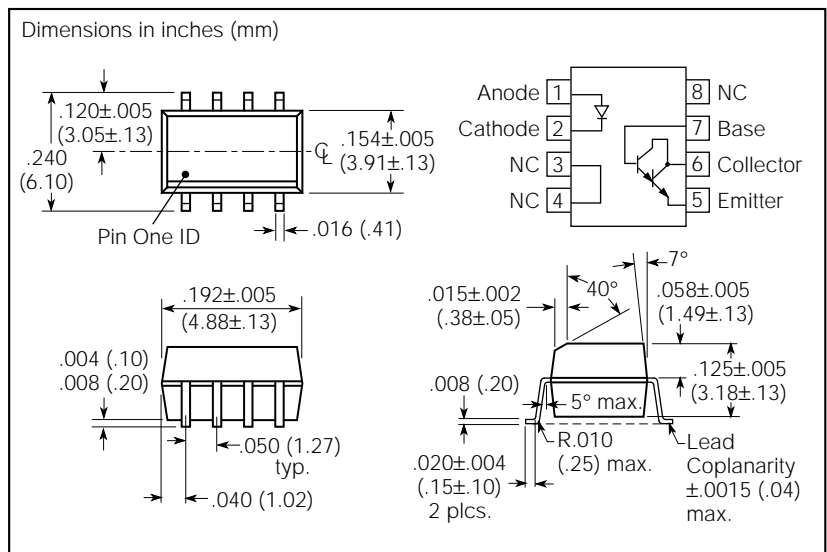 Dimensions in inches (mm)
.120±.005
(3.05±.13)
.240
(6.10)
C
L
.154±.005
(3.91±.13)
Pin One ID
.016 (.41)
Anode 1
Cathode 2
NC 3
NC 4
8 NC
7 Base
6 Collector
5 Emitter
.192±.005
(4.88±.13)
.004 (.10)
.008 (.20)
.050 (1.27)
typ.
.040 (1.02)
7°
40°
.015±.002
(.38±.05)
.058±.005
(1.49±.13)
.125±.005
(3.18±.13)
.008 (.20)
5° max.
R.010
(.25) max.
.020±.004
(.15±.10)
2 plcs.
Lead
Coplanarity
±.0015 (.04)
max.